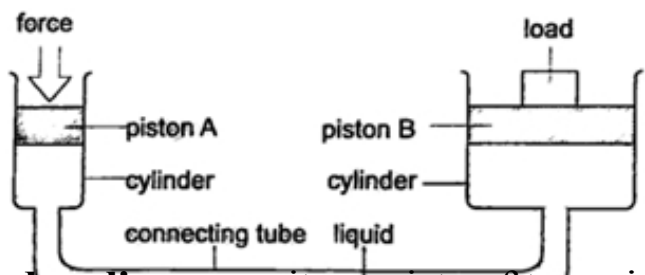 force
load
piston A
piston B
cylinder
cylinder
connecting tube
liquid